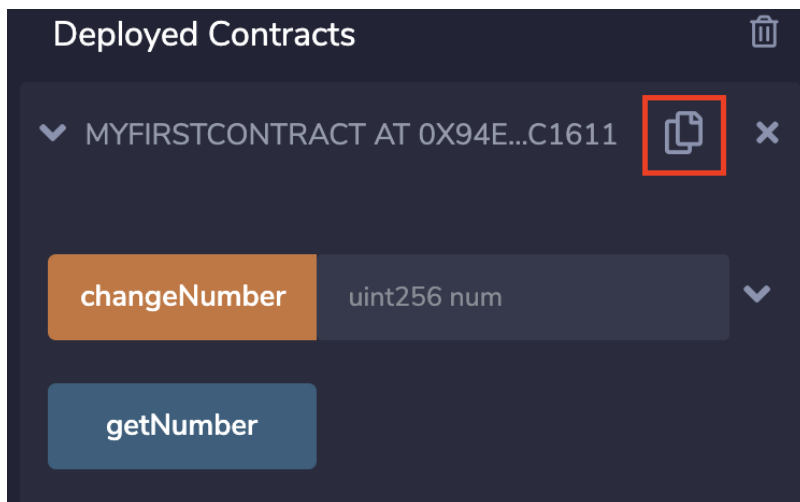 Deployed Contracts
MYFIRSTCONTRACT AT 0X94E...C1611
changeNumber uint256 num
getNumber